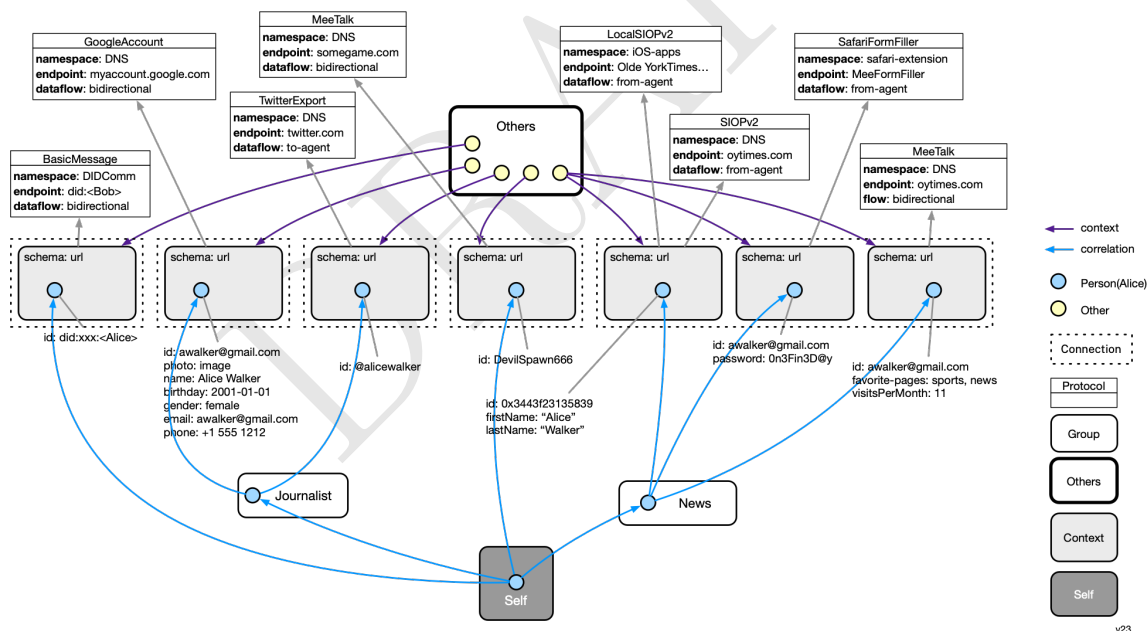 MeeTalk
namespace: DNS
endpoint: somegame.com
dataflow: bidirectional
GoogleAccount
namespace: DNS
endpoint: myaccount.google.com
dataflow: bidirectional
LocalSIOPv2
namespace: iOS-apps
endpoint: Olde YorkTimes...
dataflow: from-agent
SafariFormFiller
namespace: safari-extension
endpoint: MeeFormFiller
dataflow: from-agent
TwitterExport
namespace: DNS
endpoint: twitter.com
dataflow: to-agent
Others
SIOPv2
namespace: DNS
endpoint: oytimes.com
dataflow: from-agent
BasicMessage
namespace: DIDComm
endpoint: did:<Bob>
dataflow: bidirectional
MeeTalk
namespace: DNS
endpoint: oytimes.com
flow: bidirectional
schema: url
schema: url
schema: url
schema: url
schema: url
schema: url
schema: url
id: did:xxx:<Alice>
id: awalker@gmail.com
photo: image
name: Alice Walker
birthday: 2001-01-01
gender: female
email: awalker@gmail.com
phone: +1 555 1212
id: @alicewalker
id: DevilSpawn666
id: 0x3443f23135839
firstName: “Alice”
lastName: “Walker”
id: awalker@gmail.com
password: 0n3Fin3D@y
id: awalker@gmail.com
favorite-pages: sports, news
visitsPerMonth: 11
Journalist
News
Self
context
correlation
Person(Alice)
Other
Connection
Protocol
Group
Others
Context
Self
v23
DRAF